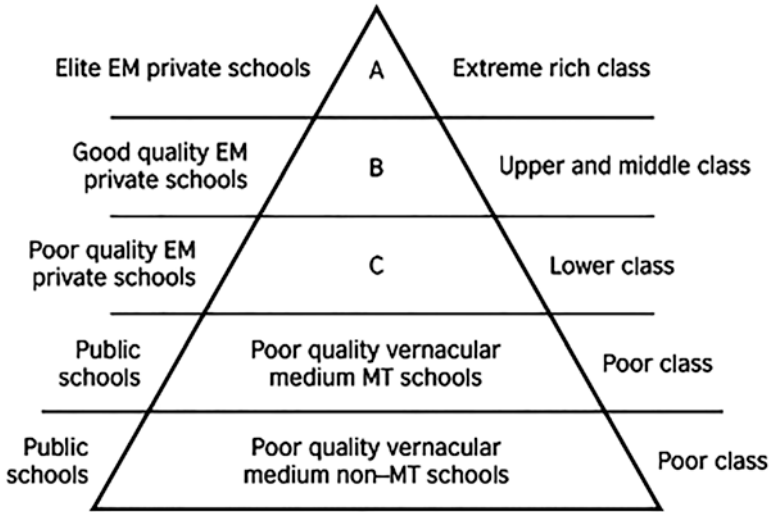 Elite EM private schools
A
Extreme rich class
Good quality EM
private schools
B
Upper and middle class
Poor quality EM
private schools
C
Lower class
Public
schools
Poor quality vernacular
medium MT schools
Poor class
Public
schools
Poor quality vernacular
medium non–MT schools
Poor class